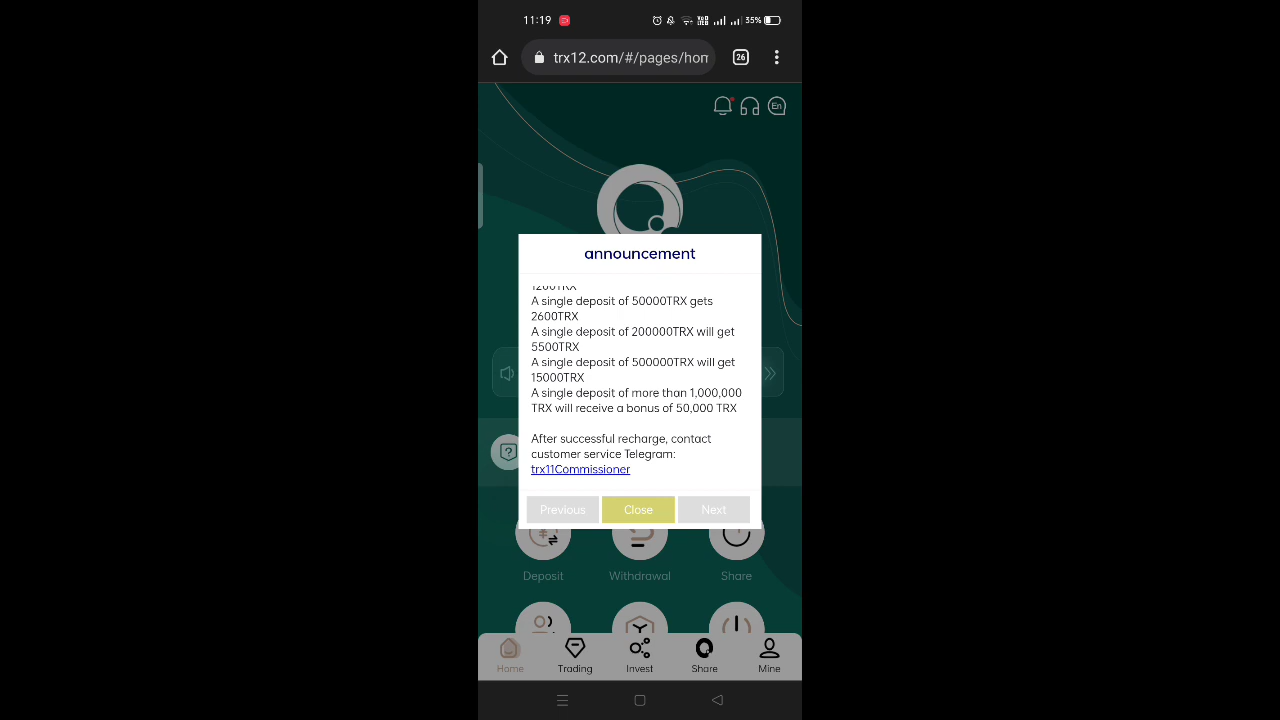 11:19
35%
trx12.com/#/pages/hom
26
En
announcement
1200TRX
A single deposit of 50000TRX gets
2600TRX
A single deposit of 200000TRX will get
5500TRX
A single deposit of 500000TRX will get
15000TRX
A single deposit of more than 1,000,000
TRX will receive a bonus of 50,000 TRX
After successful recharge, contact
customer service Telegram:
trx11Commissioner
Previous Close Next
Deposit Withdrawal Share
Home Trading Invest Share Mine